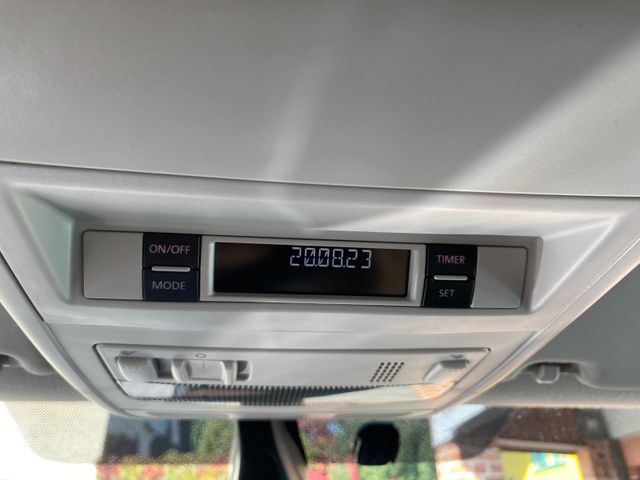 ON/OFF
20.08.23
TIMER
MODE
SET